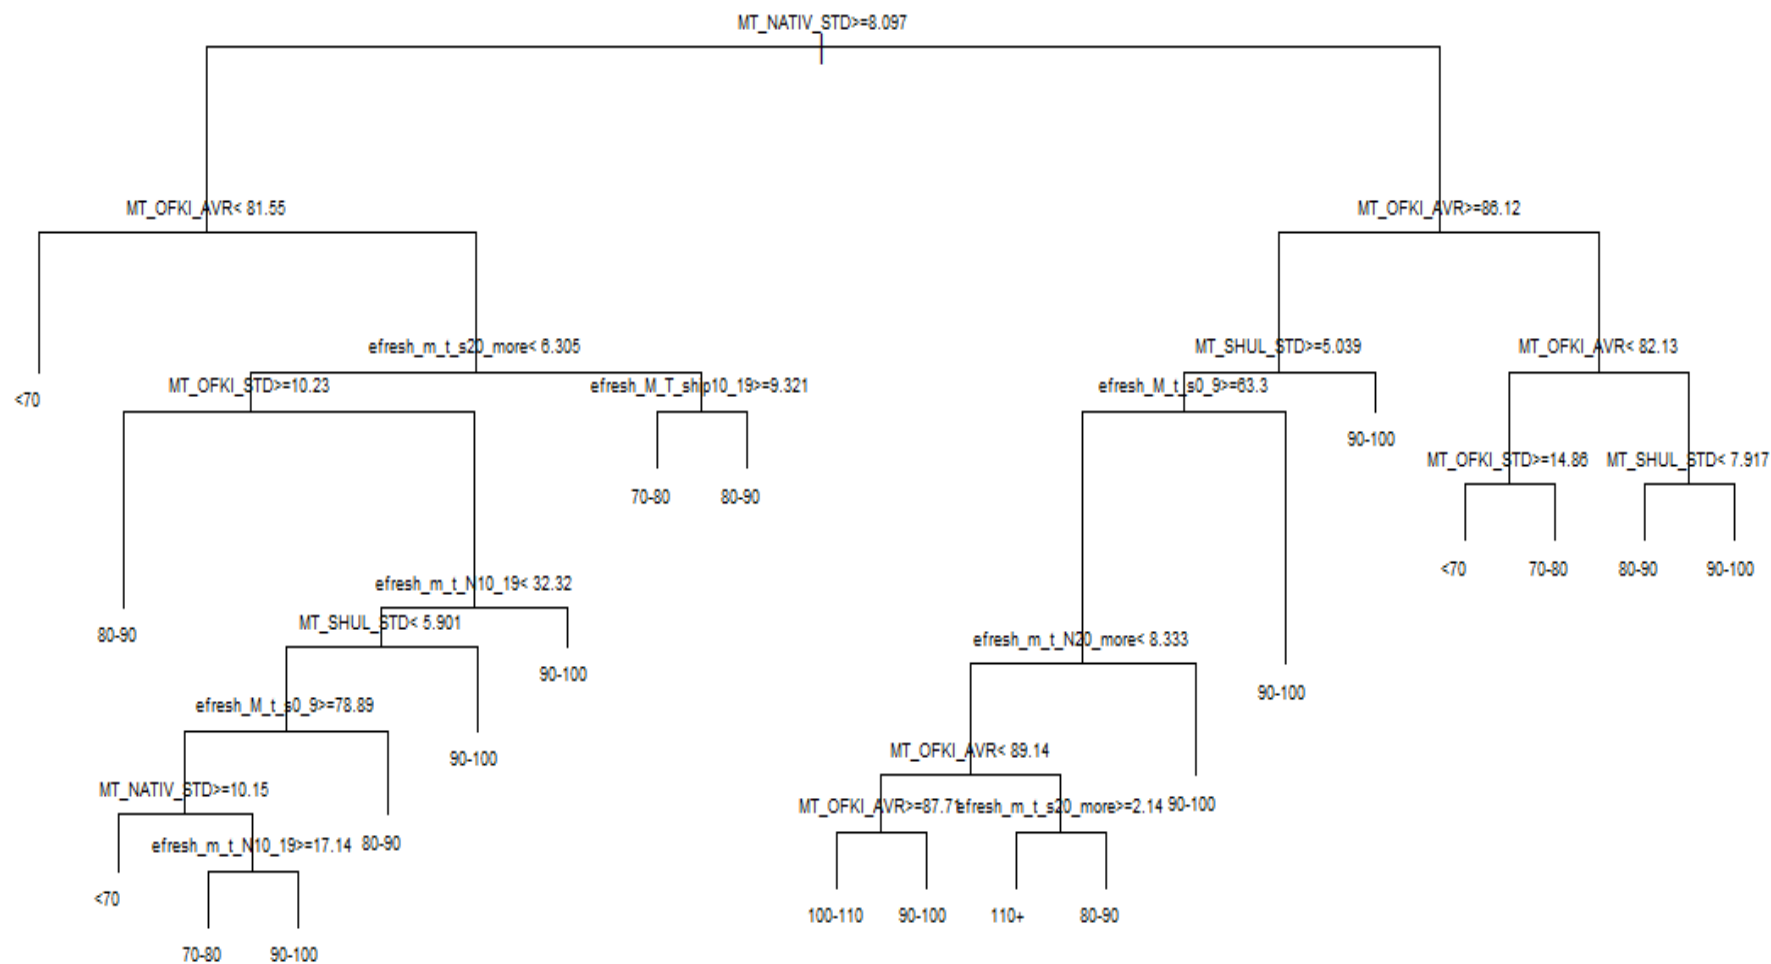 MT_NATIV_STD>=8.097
MT_OFKI_AVR< 81.55
MT_OFKI_AVR>=86.12
efresh_m_t_s20_more< 6.305
MT_SHUL_STD>=5.039
MT_OFKI_AVR< 82.13
<70
MT_OFKI_STD>=10.23
efresh_M_T_ship10_19>=9.321
efresh_M_t_s0_9>=63.3
90-100
MT_OFKI_STD>=14.86
MT_SHUL_STD< 7.917
70-80
80-90
<70
70-80
80-90
90-100
efresh_m_t_N10_19< 32.32
80-90
MT_SHUL_STD< 5.901
efresh_m_t_N20_more< 8.333
90-100
90-100
efresh_M_t_s0_9>=78.89
90-100
MT_OFKI_AVR< 89.14
MT_NATIV_STD>=10.15
MT_OFKI_AVR>=87.71
efresh_m_t_s20_more>=2.14
90-100
efresh_m_t_N10_19>=17.14
80-90
<70
100-110
90-100
110+
80-90
70-80
90-100